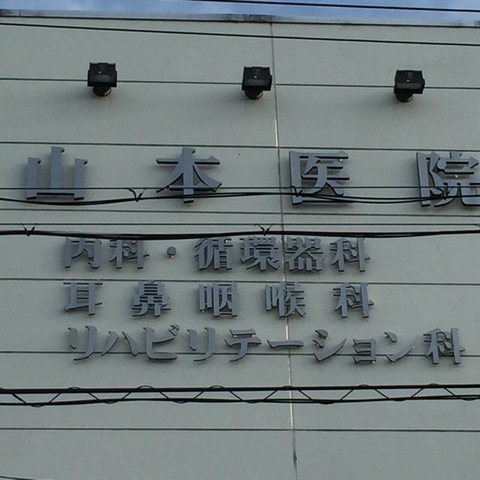 山本医院
内科・循環器科
耳鼻咽喉科
リハビリテーション科